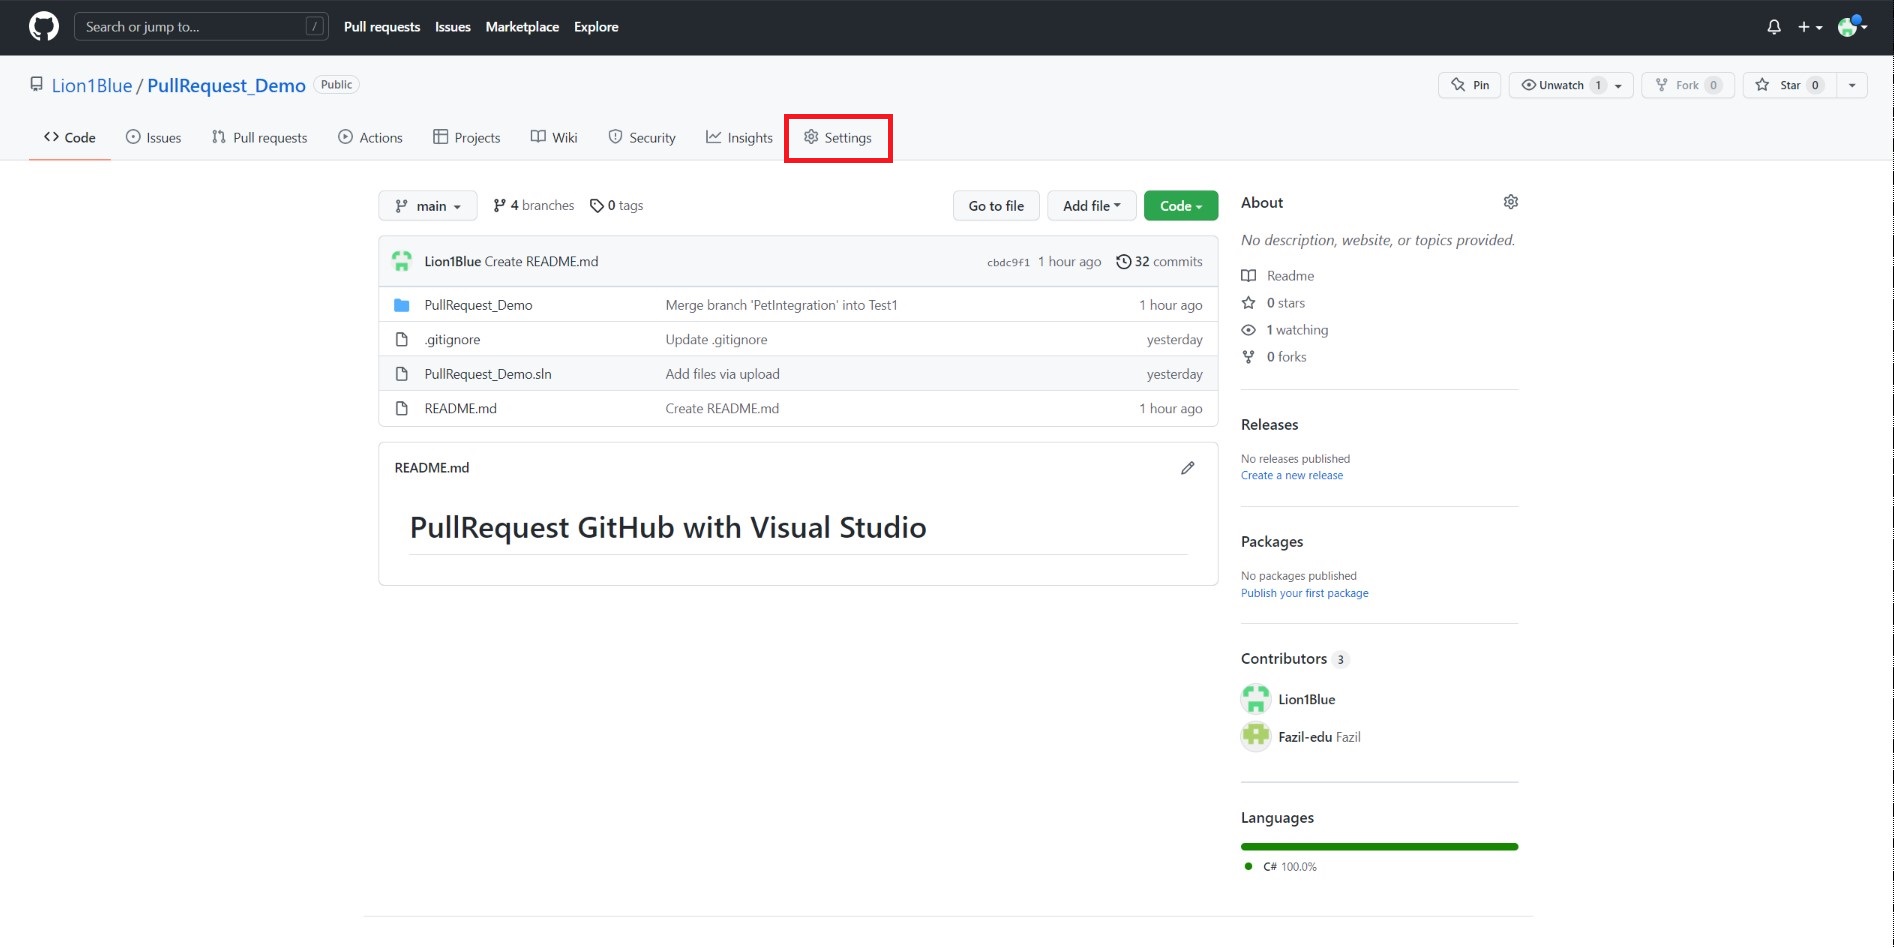 Search or jump to... / Pull requests Issues Marketplace Explore
Lion1Blue / PullRequest_Demo Public Pin Unwatch 1 Fork 0 Star 0
Code Issues Pull requests Actions Projects Wiki Security Insights Settings
main 4 branches 0 tags Go to file Add file Code
Lion1Blue Create README.md cbdc9f1 1 hour ago 32 commits
PullRequest_Demo Merge branch 'PetIntegration' into Test1 1 hour ago
.gitignore Update .gitignore yesterday
PullRequest_Demo.sln Add files via upload yesterday
README.md Create README.md 1 hour ago
README.md
PullRequest GitHub with Visual Studio
About
No description, website, or topics provided.
Readme
0 stars
1 watching
0 forks
Releases
No releases published
Create a new release
Packages
No packages published
Publish your first package
Contributors 3
Lion1Blue
Fazil-edu Fazil
Languages
C# 100.0%